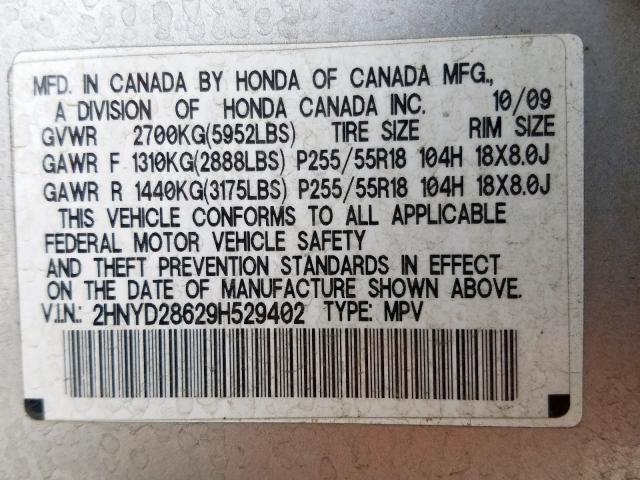 MFD. IN CANADA BY HONDA OF CANADA MFG.,
A DIVISION OF HONDA CANADA INC. 10/09
GVWR 2700KG(5952LBS) TIRE SIZE RIM SIZE
GAWR F 1310KG(2888LBS) P255/55R18 104H 18X8.0J
GAWR R 1440KG(3175LBS) P255/55R18 104H 18X8.0J
THIS VEHICLE CONFORMS TO ALL APPLICABLE
FEDERAL MOTOR VEHICLE SAFETY
AND THEFT PREVENTION STANDARDS IN EFFECT
ON THE DATE OF MANUFACTURE SHOWN ABOVE.
V.I.N.: 2HNYD28629H529402 TYPE: MPV